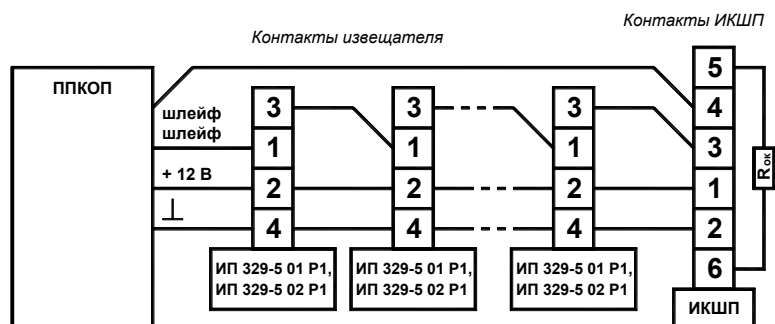 Контакты ИКШП
Контакты извещателя
ППКОП
шлейф
шлейф
+ 12 В
3
1
2
4
3
1
2
4
3
1
2
4
5
4
3
1
2
6
Rок
ИП 329-5 01 Р1,
ИП 329-5 02 Р1
ИП 329-5 01 Р1,
ИП 329-5 02 Р1
ИП 329-5 01 Р1,
ИП 329-5 02 Р1
ИКШП